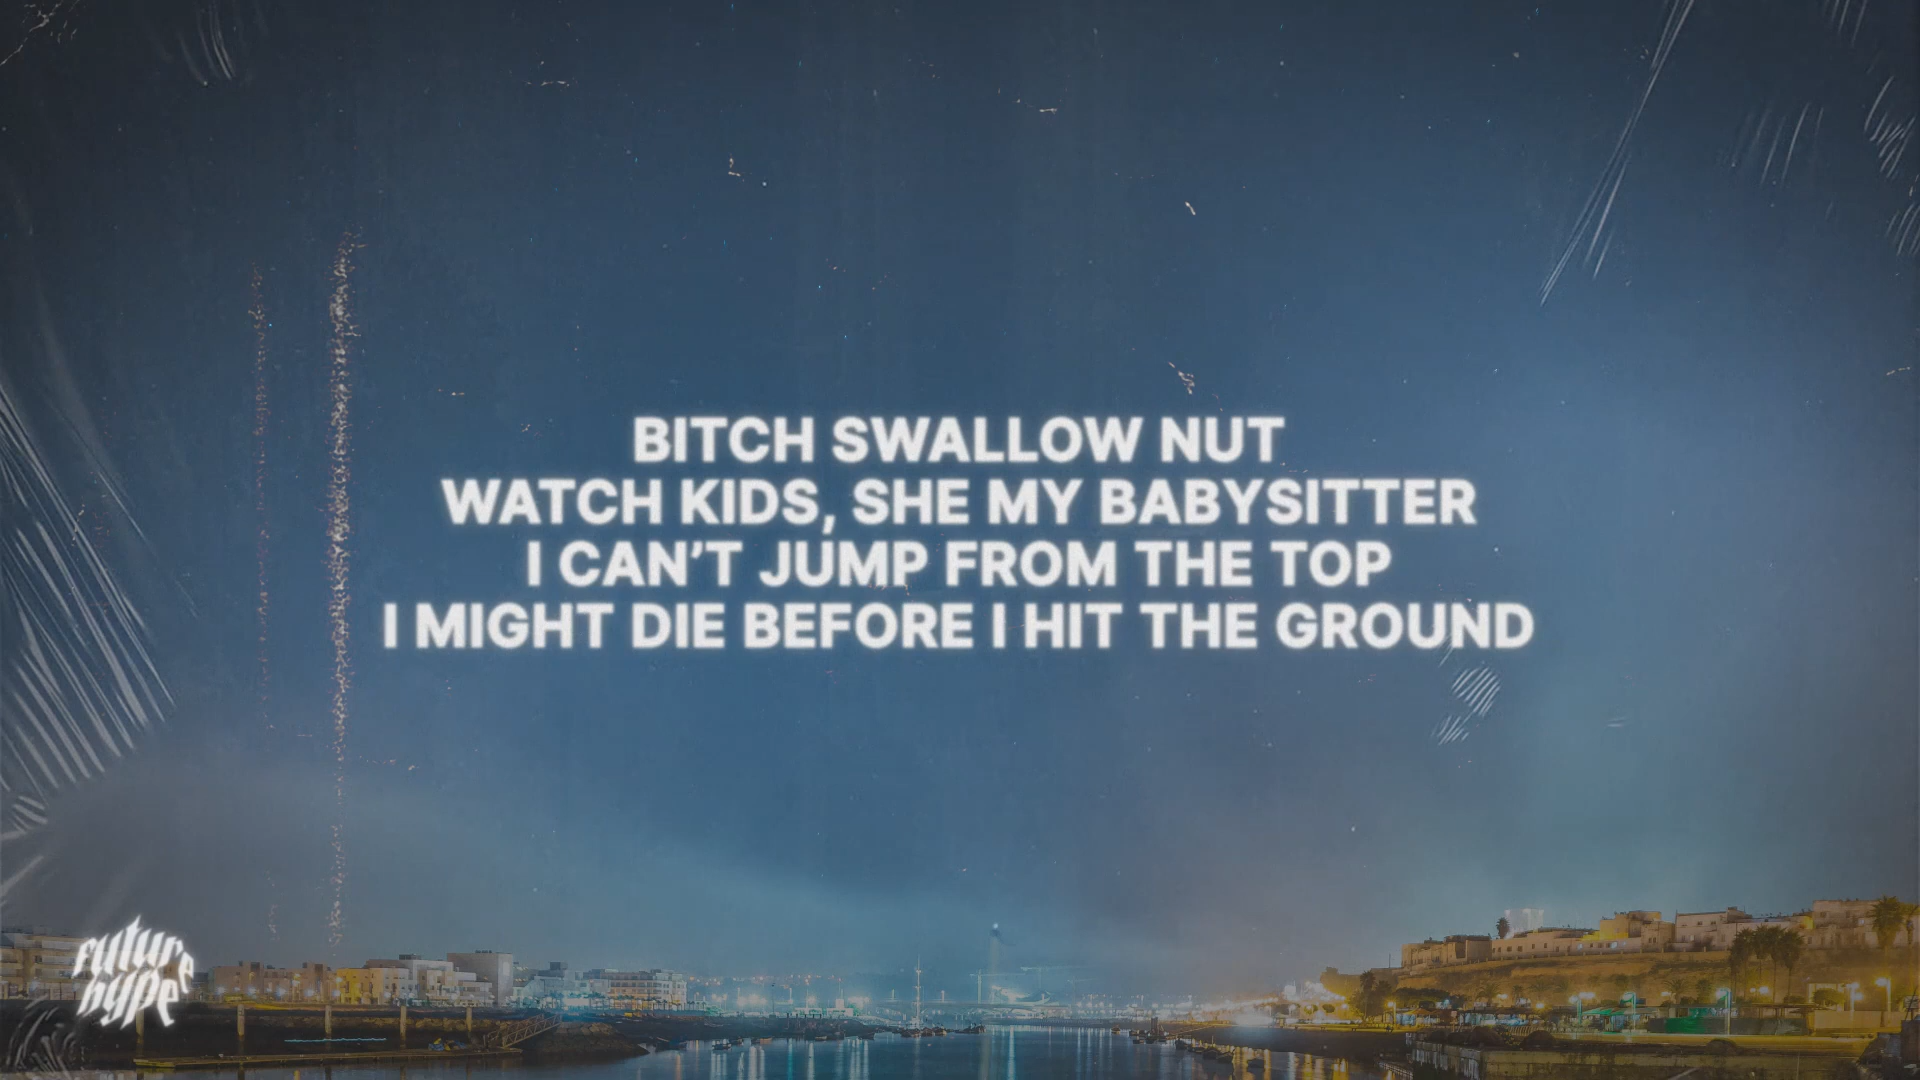 BITCH SWALLOW NUT
WATCH KIDS, SHE MY BABYSITTER
I CAN'T JUMP FROM THE TOP
I MIGHT DIE BEFORE I HIT THE GROUND
future
hype